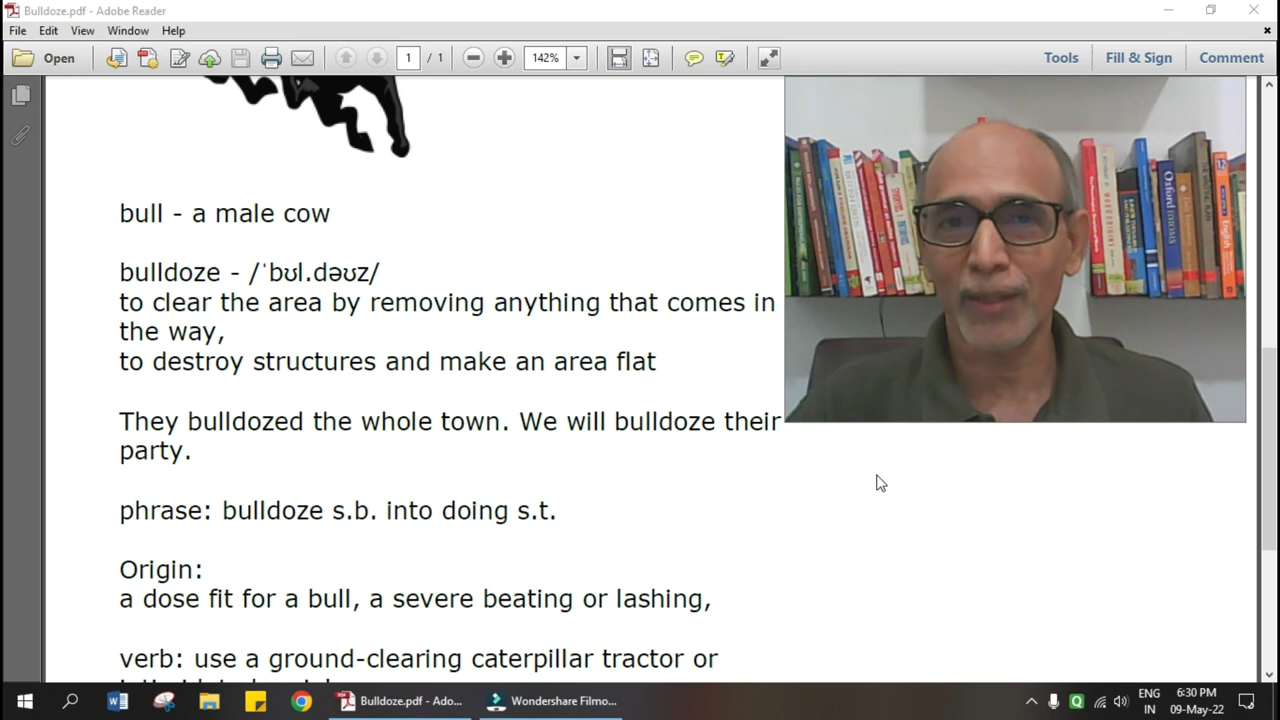 Bulldoze.pdf - Adobe Reader
File Edit View Window Help
Open 1 / 1 142% Tools Fill & Sign Comment
bull - a male cow
bulldoze - /ˈbʊl.dəʊz/
to clear the area by removing anything that comes in
the way,
to destroy structures and make an area flat
They bulldozed the whole town. We will bulldoze their
party.
phrase: bulldoze s.b. into doing s.t.
Origin:
a dose fit for a bull, a severe beating or lashing,
verb: use a ground-clearing caterpillar tractor or
Oxford
IDIOMS
English
Bulldoze.pdf - Ado...
Wondershare Filmo...
ENG
IN
6:30 PM
09-May-22